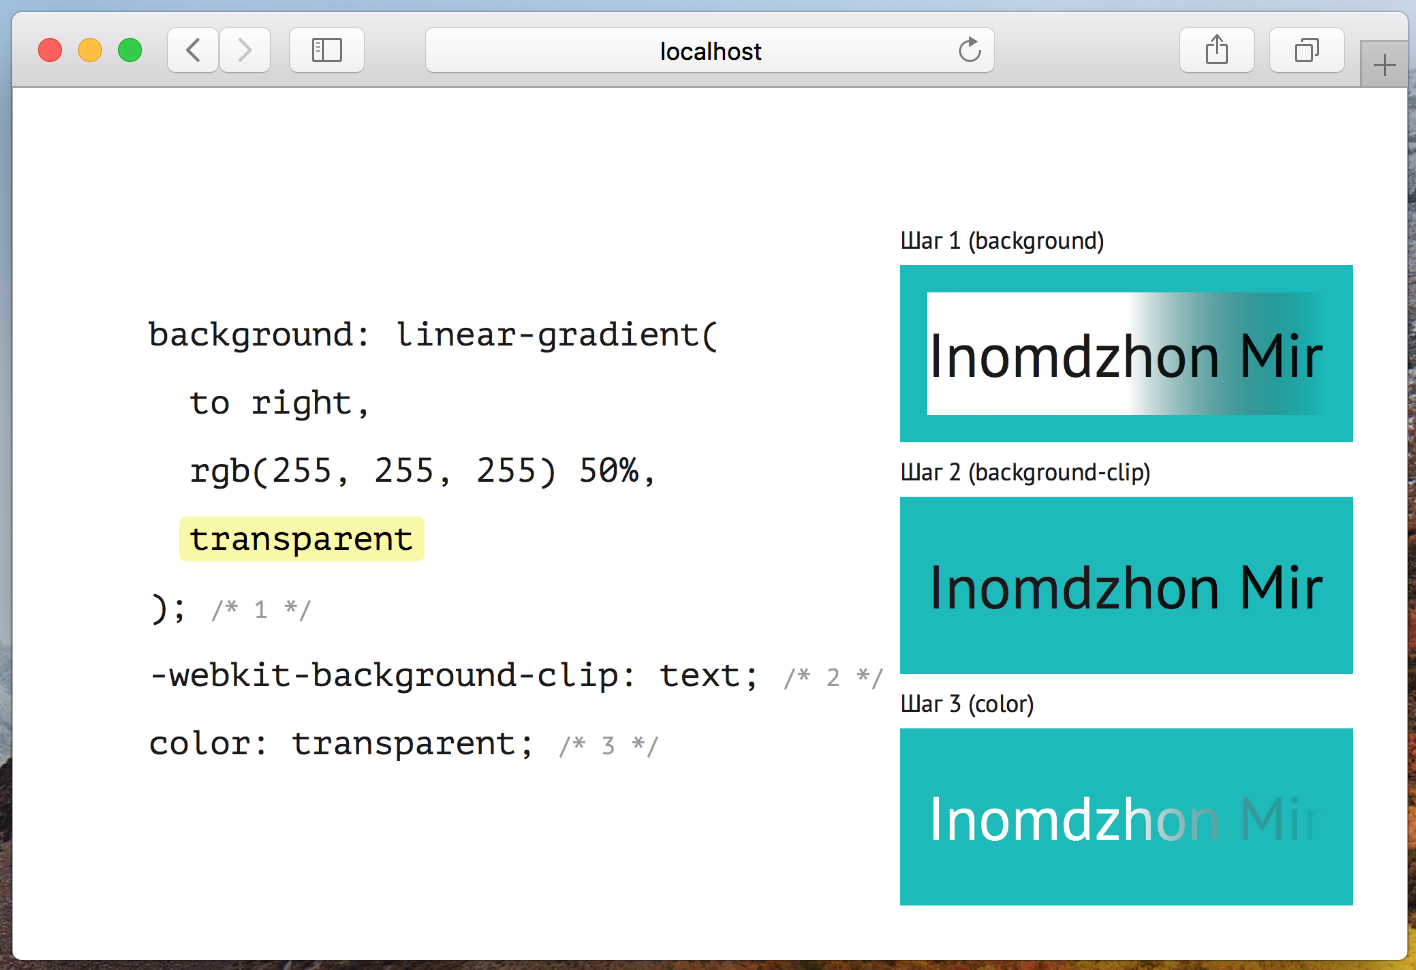 localhost
background: linear-gradient(
to right,
rgb(255, 255, 255) 50%,
transparent
); /* 1 */
-webkit-background-clip: text; /* 2 */
color: transparent; /* 3 */
Шаг 1 (background)
Inomdzhon Mir
Шаг 2 (background-clip)
Inomdzhon Mir
Шаг 3 (color)
Inomdzhon Mir